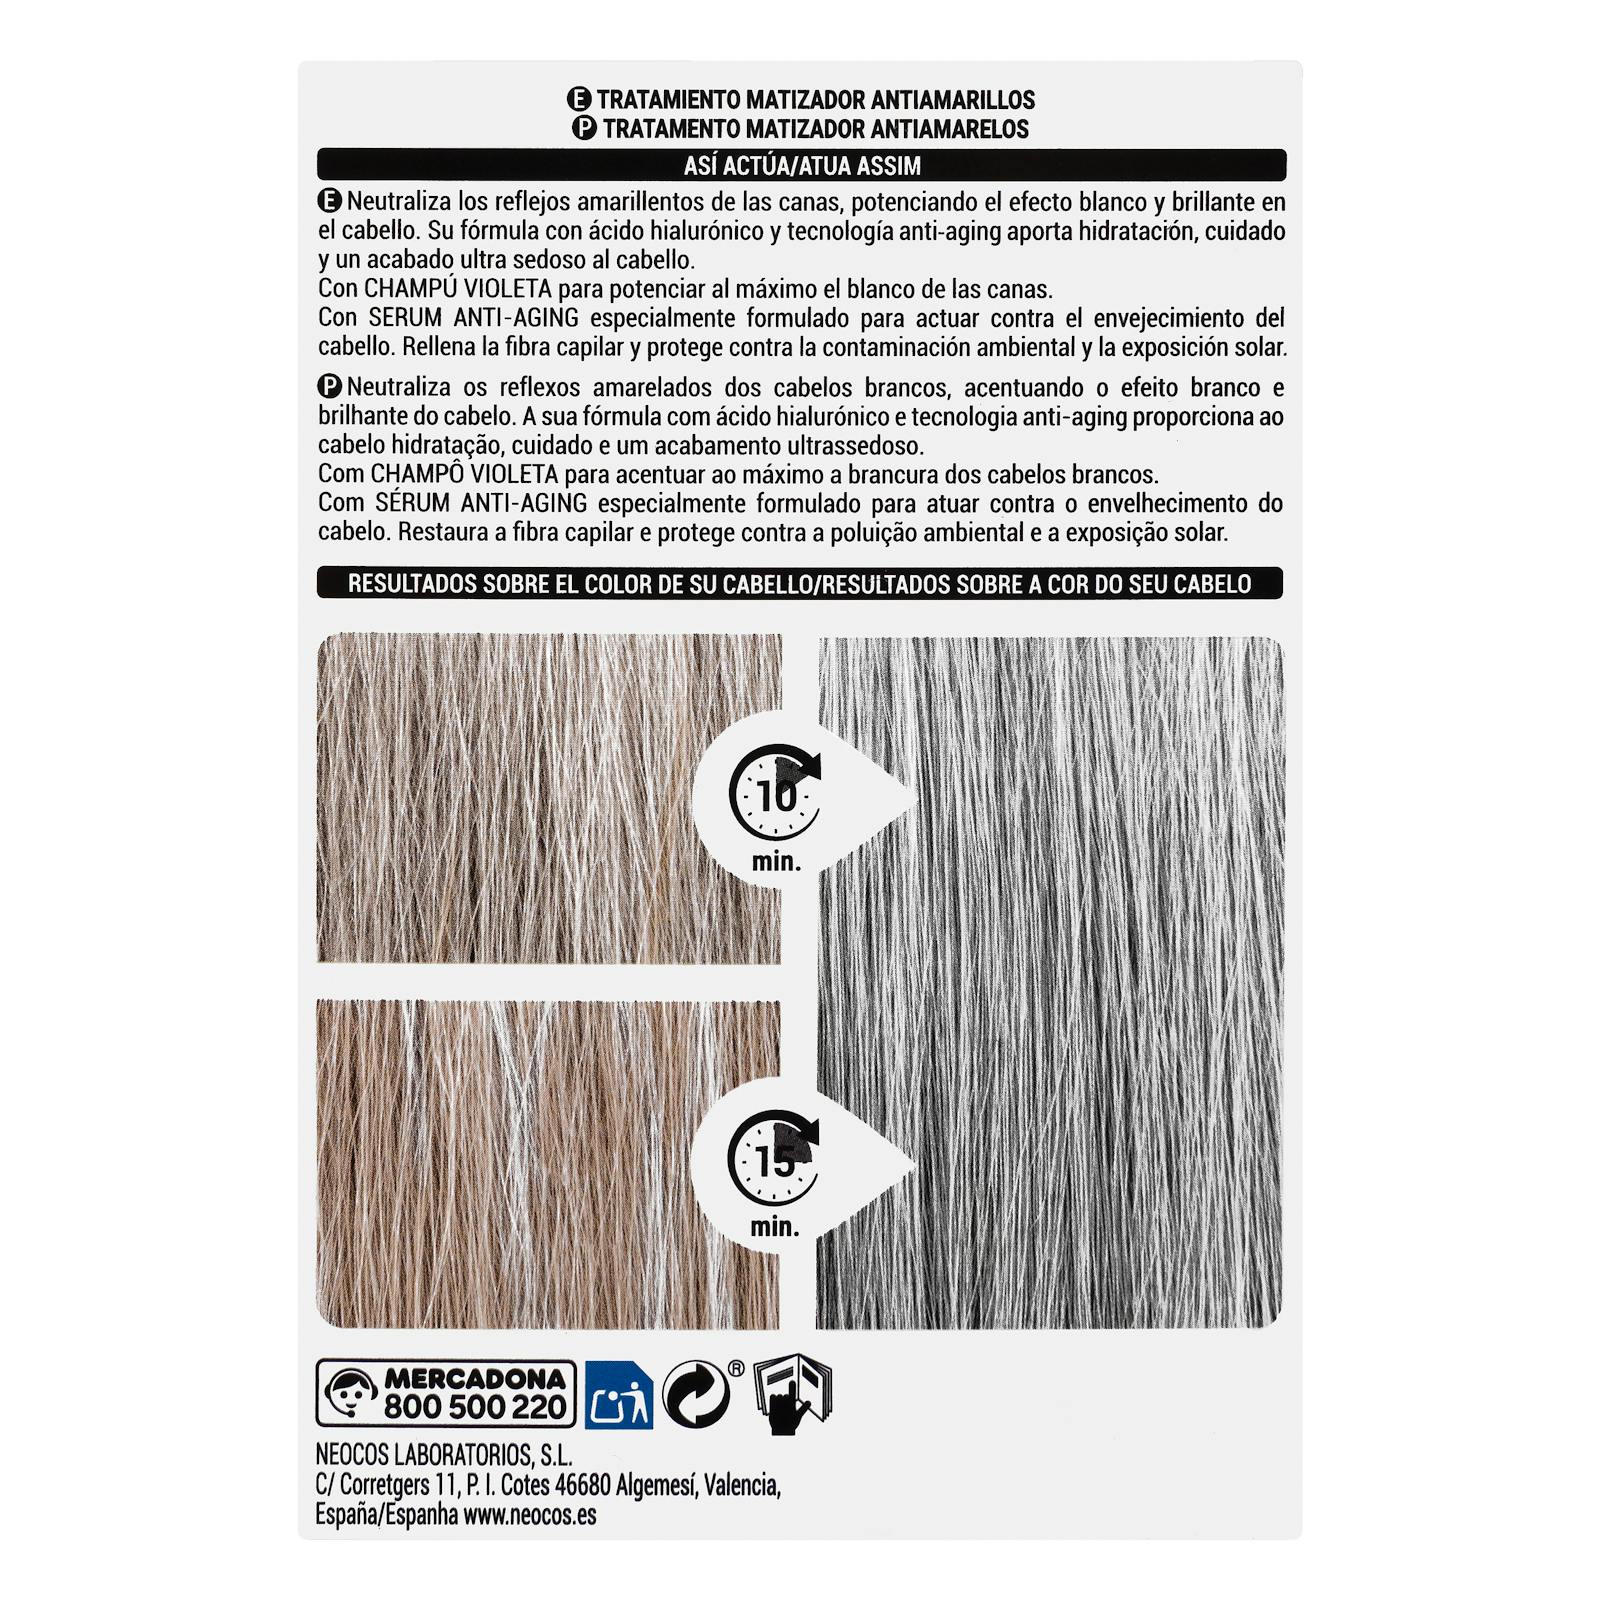 E TRATAMIENTO MATIZADOR ANTIAMARILLOS
P TRATAMENTO MATIZADOR ANTIAMARELOS
ASÍ ACTÚA/ATUA ASSIM
E Neutraliza los reflejos amarillentos de las canas, potenciando el efecto blanco y brillante en
el cabello. Su fórmula con ácido hialurónico y tecnología anti-aging aporta hidratación, cuidado
y un acabado ultra sedoso al cabello.
Con CHAMPÚ VIOLETA para potenciar al máximo el blanco de las canas.
Con SERUM ANTI-AGING especialmente formulado para actuar contra el envejecimiento del
cabello. Rellena la fibra capilar y protege contra la contaminación ambiental y la exposición solar.
P Neutraliza os reflexos amarelados dos cabelos brancos, acentuando o efeito branco e
brilhante do cabelo. A sua fórmula com ácido hialurónico e tecnologia anti-aging proporciona ao
cabelo hidratação, cuidado e um acabamento ultrassedoso.
Com CHAMPÔ VIOLETA para acentuar ao máximo a brancura dos cabelos brancos.
Com SÉRUM ANTI-AGING especialmente formulado para atuar contra o envelhecimento do
cabelo. Restaura a fibra capilar e protege contra a poluição ambiental e a exposição solar.
RESULTADOS SOBRE EL COLOR DE SU CABELLO/RESULTADOS SOBRE A COR DO SEU CABELO
10
min.
15
min.
MERCADONA
800 500 220
®
NEOCOS LABORATORIOS, S.L.
C/ Corretgers 11, P. I. Cotes 46680 Algemesí, Valencia,
España/Espanha www.neocos.es